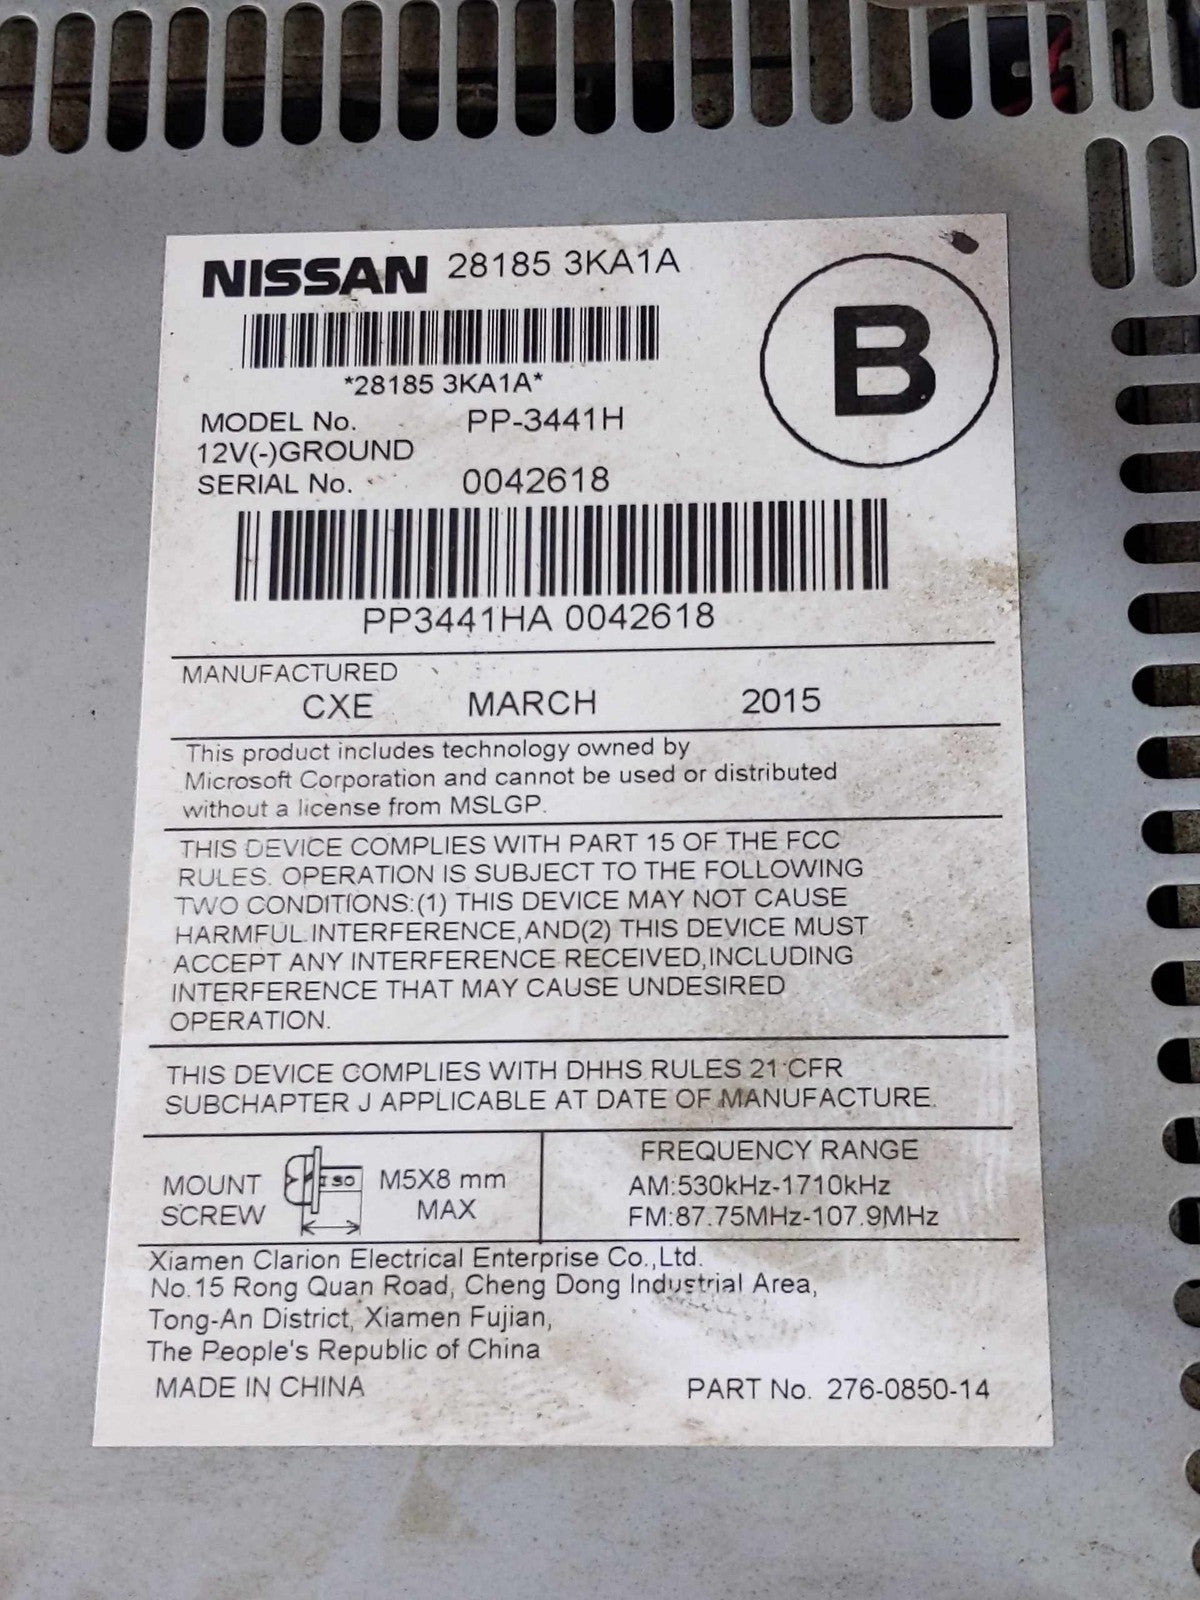 NISSAN 28185 3KA1A
B
*28185 3KA1A*
MODEL No. PP-3441H
12V(-)GROUND
SERIAL No. 0042618
PP3441HA 0042618
MANUFACTURED
CXE MARCH 2015
This product includes technology owned by
Microsoft Corporation and cannot be used or distributed
without a license from MSLGP.
THIS DEVICE COMPLIES WITH PART 15 OF THE FCC
RULES. OPERATION IS SUBJECT TO THE FOLLOWING
TWO CONDITIONS:(1) THIS DEVICE MAY NOT CAUSE
HARMFUL INTERFERENCE,AND(2) THIS DEVICE MUST
ACCEPT ANY INTERFERENCE RECEIVED,INCLUDING
INTERFERENCE THAT MAY CAUSE UNDESIRED
OPERATION.
THIS DEVICE COMPLIES WITH DHHS RULES 21 CFR
SUBCHAPTER J APPLICABLE AT DATE OF MANUFACTURE.
MOUNT SCREW
ISO
M5X8 mm
MAX
FREQUENCY RANGE
AM:530kHz-1710kHz
FM:87.75MHz-107.9MHz
Xiamen Clarion Electrical Enterprise Co.,Ltd.
No.15 Rong Quan Road, Cheng Dong Industrial Area,
Tong-An District, Xiamen Fujian,
The People's Republic of China
MADE IN CHINA PART No. 276-0850-14